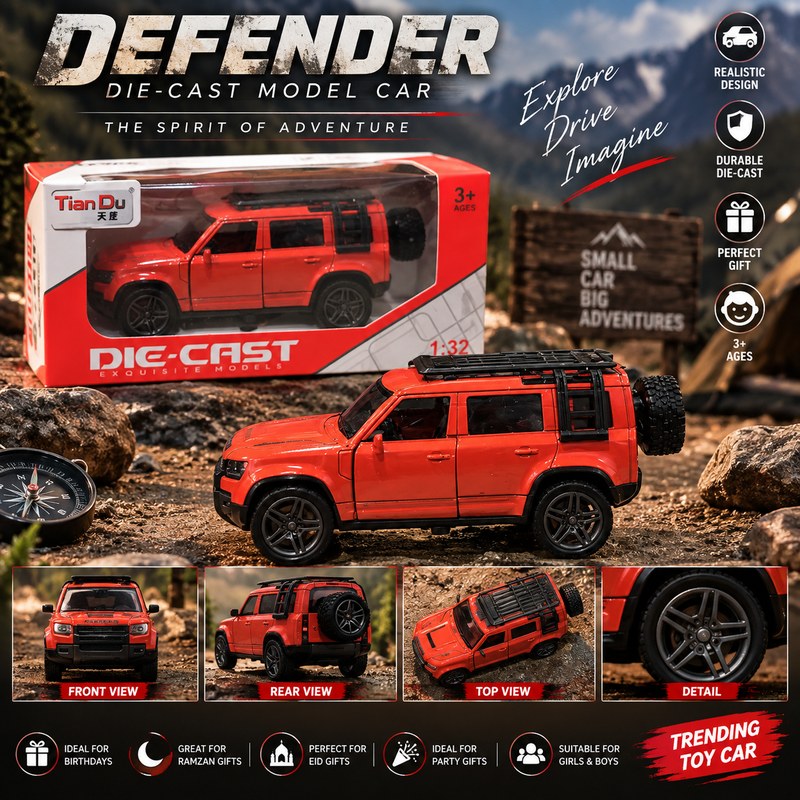 DEFENDER
DIE-CAST MODEL CAR
THE SPIRIT OF ADVENTURE
Explore
Drive
Imagine
REALISTIC
DESIGN
DURABLE
DIE-CAST
PERFECT
GIFT
3+
AGES
Tian Du
3+
AGES
DIE-CAST
EXQUISITE MODELS
1:32
SMALL
CAR
BIG
ADVENTURES
FRONT VIEW
REAR VIEW
TOP VIEW
DETAIL
IDEAL FOR
BIRTHDAYS
GREAT FOR
RAMZAN GIFTS
PERFECT FOR
EID GIFTS
IDEAL FOR
PARTY GIFTS
SUITABLE FOR
GIRLS & BOYS
TRENDING
TOY CAR